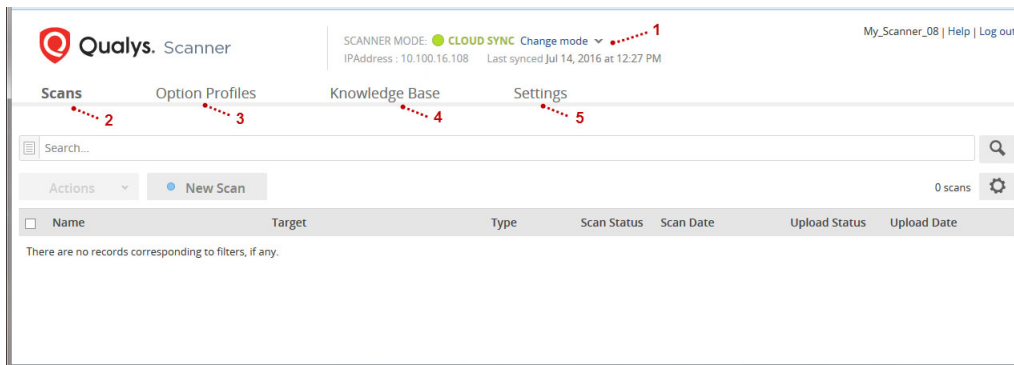 Qualys. Scanner
SCANNER MODE: CLOUD SYNC Change mode 1
IPAddress : 10.100.16.108 Last synced Jul 14, 2016 at 12:27 PM
My_Scanner_08 | Help | Log out
Scans Option Profiles Knowledge Base Settings
2 3 4 5
Search...
Actions New Scan 0 scans
Name Target Type Scan Status Scan Date Upload Status Upload Date
There are no records corresponding to filters, if any.